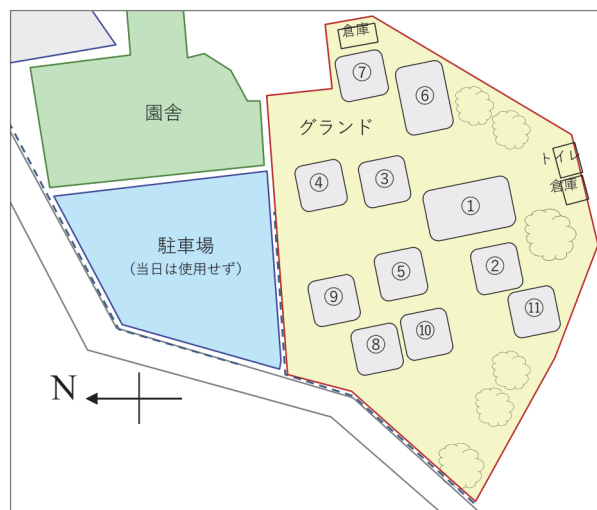 倉庫
⑦
⑥
園舎
グランド
トイレ
倉庫
④
③
①
駐車場
(当日は使用せず)
⑤
②
⑨
⑪
⑧
⑩
N